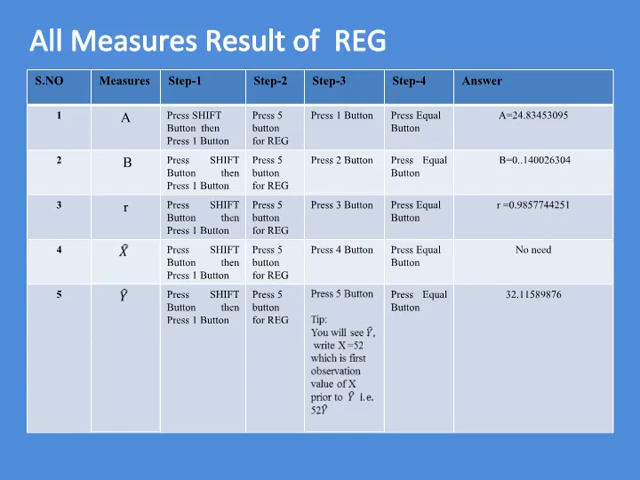 All Measures Result of REG
S.NO Measures Step-1 Step-2 Step-3 Step-4 Answer
1 A Press SHIFT Button then Press 1 Button Press 5 button for REG Press 1 Button Press Equal Button A=24.83453095
2 B Press SHIFT Button then Press 1 Button Press 5 button for REG Press 2 Button Press Equal Button B=0..140026304
3 r Press SHIFT Button then Press 1 Button Press 5 button for REG Press 3 Button Press Equal Button r =0.9857744251
4 X̂ Press SHIFT Button then Press 1 Button Press 5 button for REG Press 4 Button Press Equal Button No need
5 Ŷ Press SHIFT Button then Press 1 Button Press 5 button for REG Press 5 Button Press Equal Button 32.11589876
Tip:
You will see Ŷ,
write X=52
which is first
observation
value of X
prior to Ŷ i.e.
52Ŷ